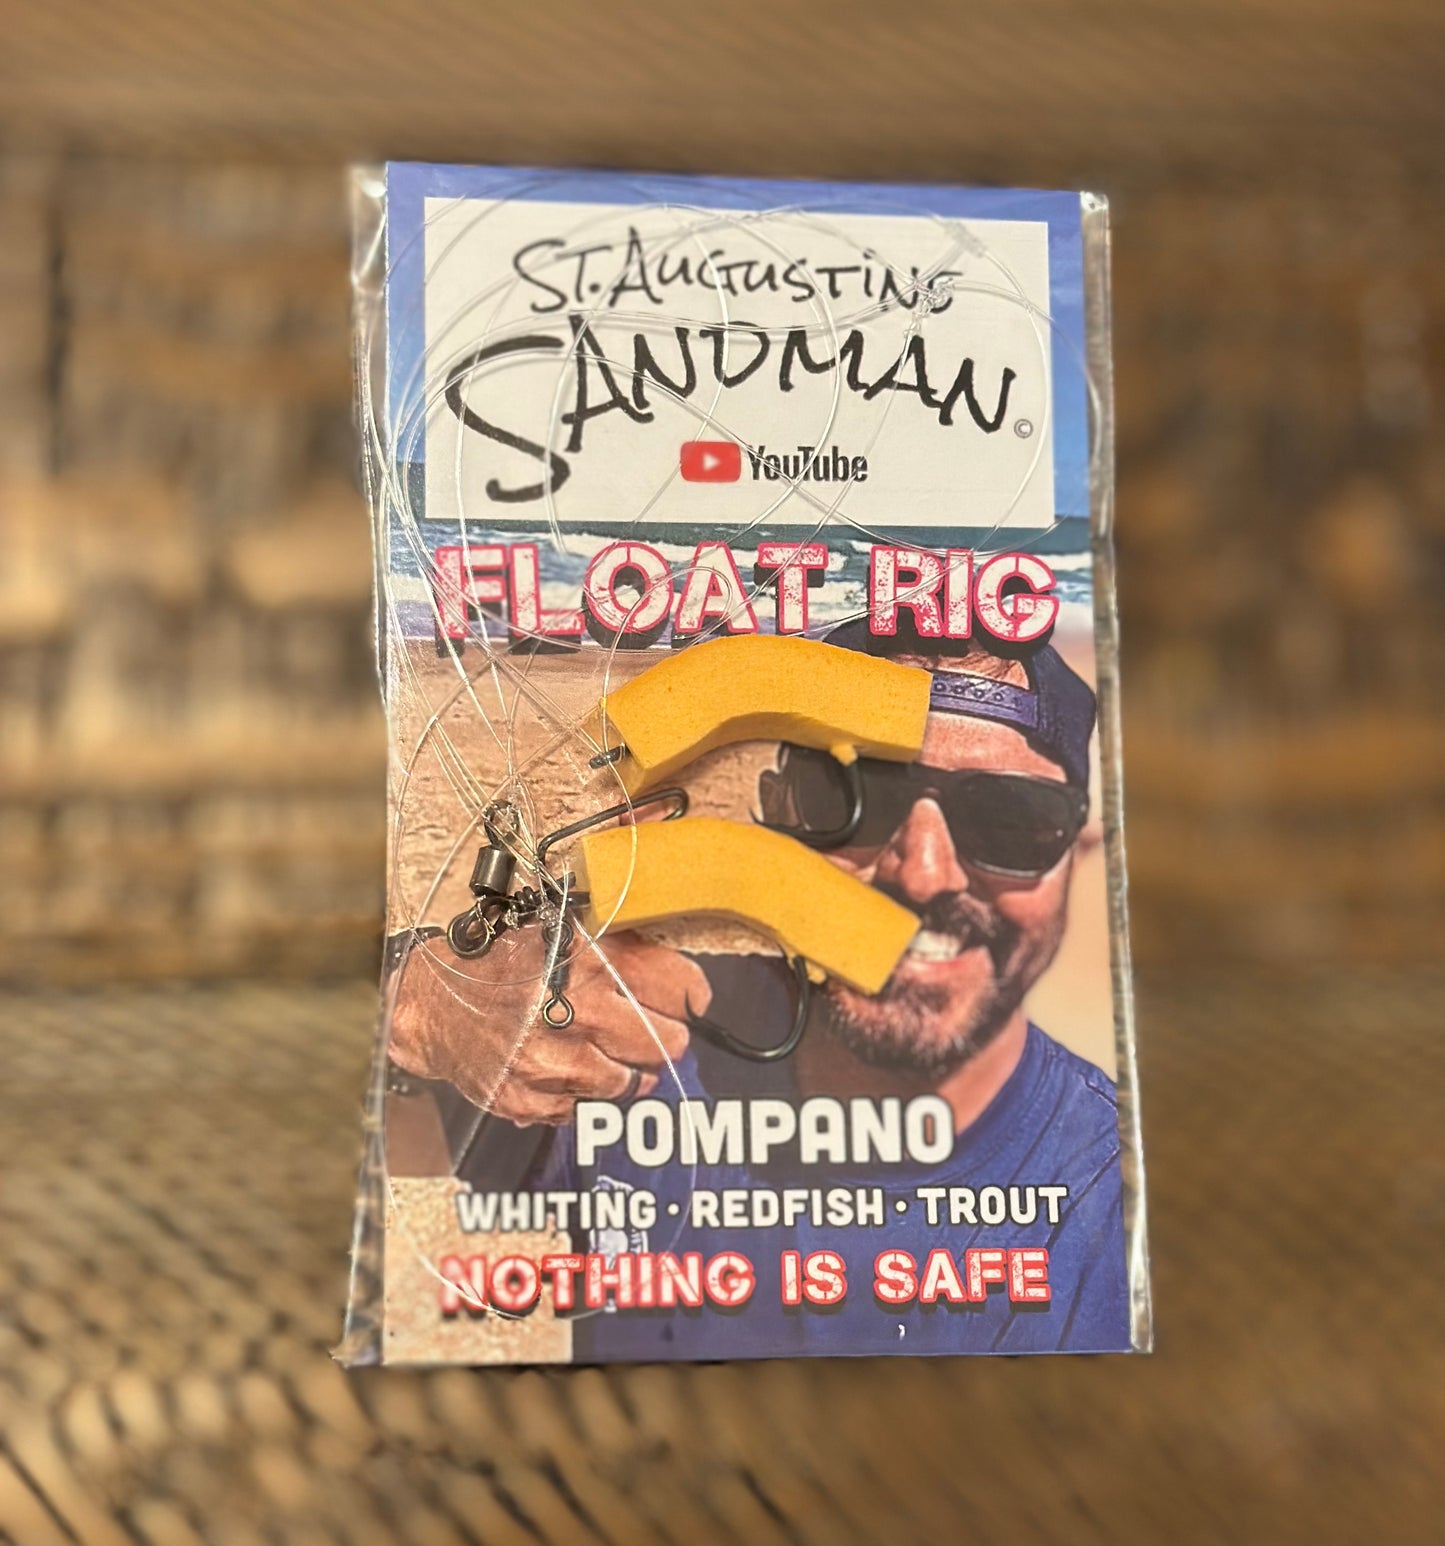 ST. AUGUSTINE
SANDMAN ©
YouTube
FLOAT RIG
POMPANO
WHITING · REDFISH · TROUT
NOTHING IS SAFE